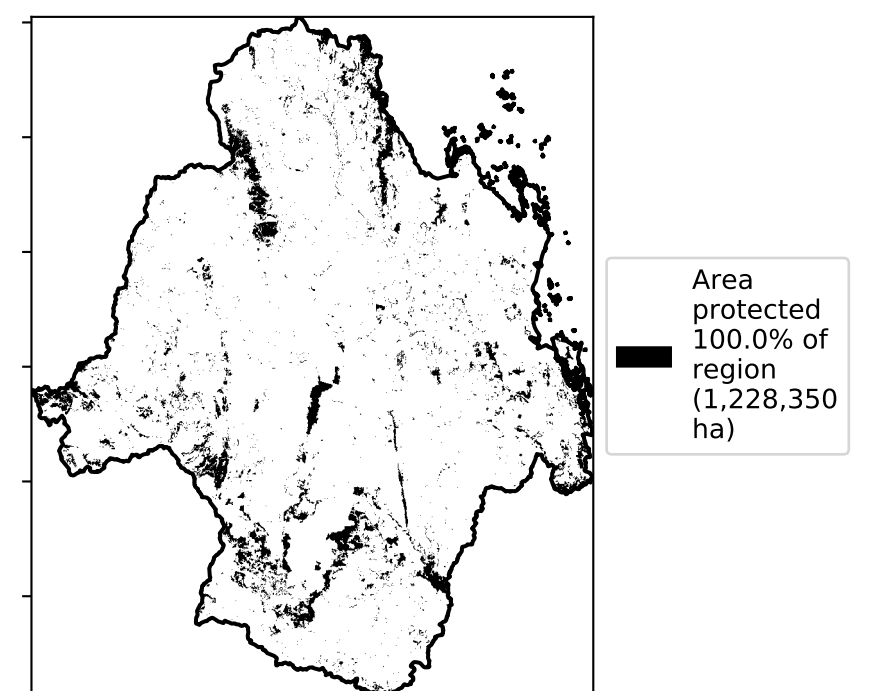 Area
protected
100.0% of
region
(1,228,350
ha)